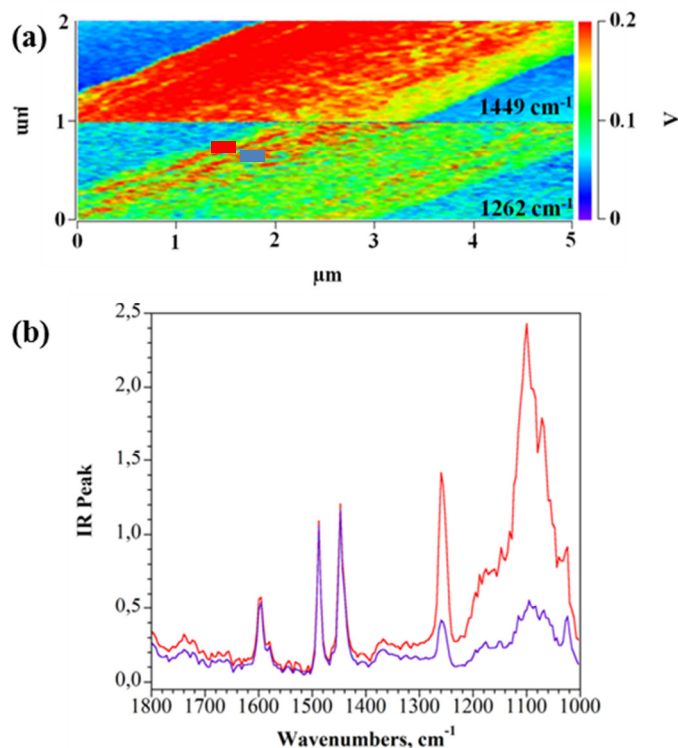 (a)
2
1
0
µm
1449 cm-1
1262 cm-1
0.2
0.1
0
V
0
1
2
3
4
5
µm
(b)
2,5
2,0
1,5
1,0
0,5
0,0
IR Peak
1800 1700 1600 1500 1400 1300 1200 1100 1000
Wavenumbers, cm-1